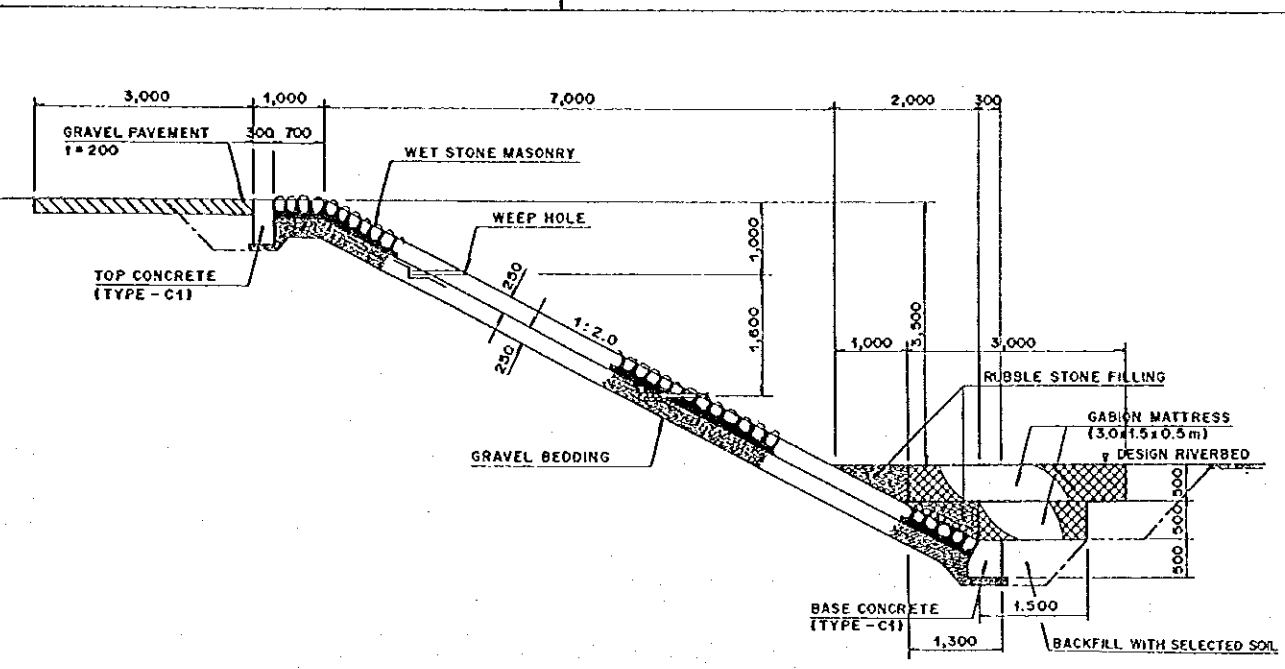 3,000
1,000
7,000
2,000
300
GRAVEL PAVEMENT
t=200
300
700
WET STONE MASONRY
WEEP HOLE
1,000
TOP CONCRETE
(TYPE-C1)
250
1:2.0
250
1,600
3,500
1,000
3,000
RUBBLE STONE FILLING
GABION MATTRESS
(3.0x1.5x0.5m)
DESIGN RIVERBED
GRAVEL BEDDING
500
500
500
BASE CONCRETE
(TYPE-C1)
1.500
1,300
BACKFILL WITH SELECTED SOIL